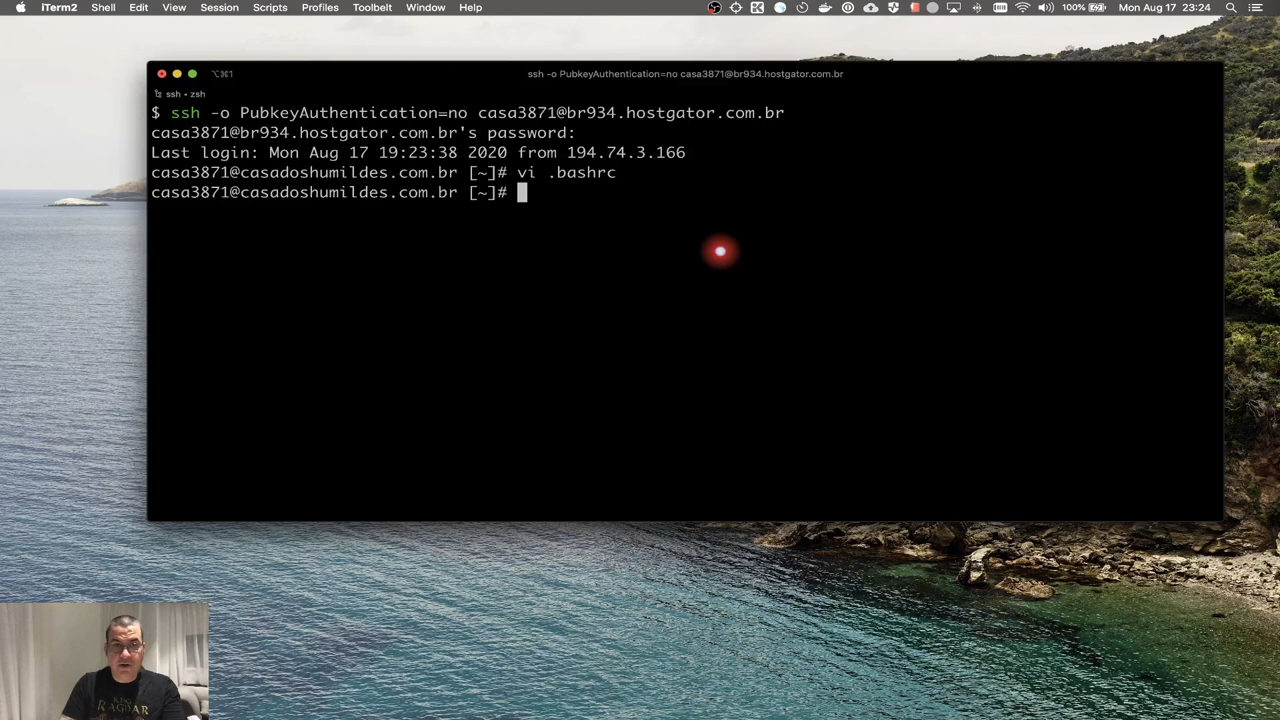 iTerm2 Shell Edit View Session Scripts Profiles Toolbelt Window Help 100% Mon Aug 17 23:24
⌥⌘1 ssh -o PubkeyAuthentication=no casa3871@br934.hostgator.com.br
ssh • zsh
$ ssh -o PubkeyAuthentication=no casa3871@br934.hostgator.com.br
casa3871@br934.hostgator.com.br's password:
Last login: Mon Aug 17 19:23:38 2020 from 194.74.3.166
casa3871@casadoshumildes.com.br [~]# vi .bashrc
casa3871@casadoshumildes.com.br [~]#
RAGNAR